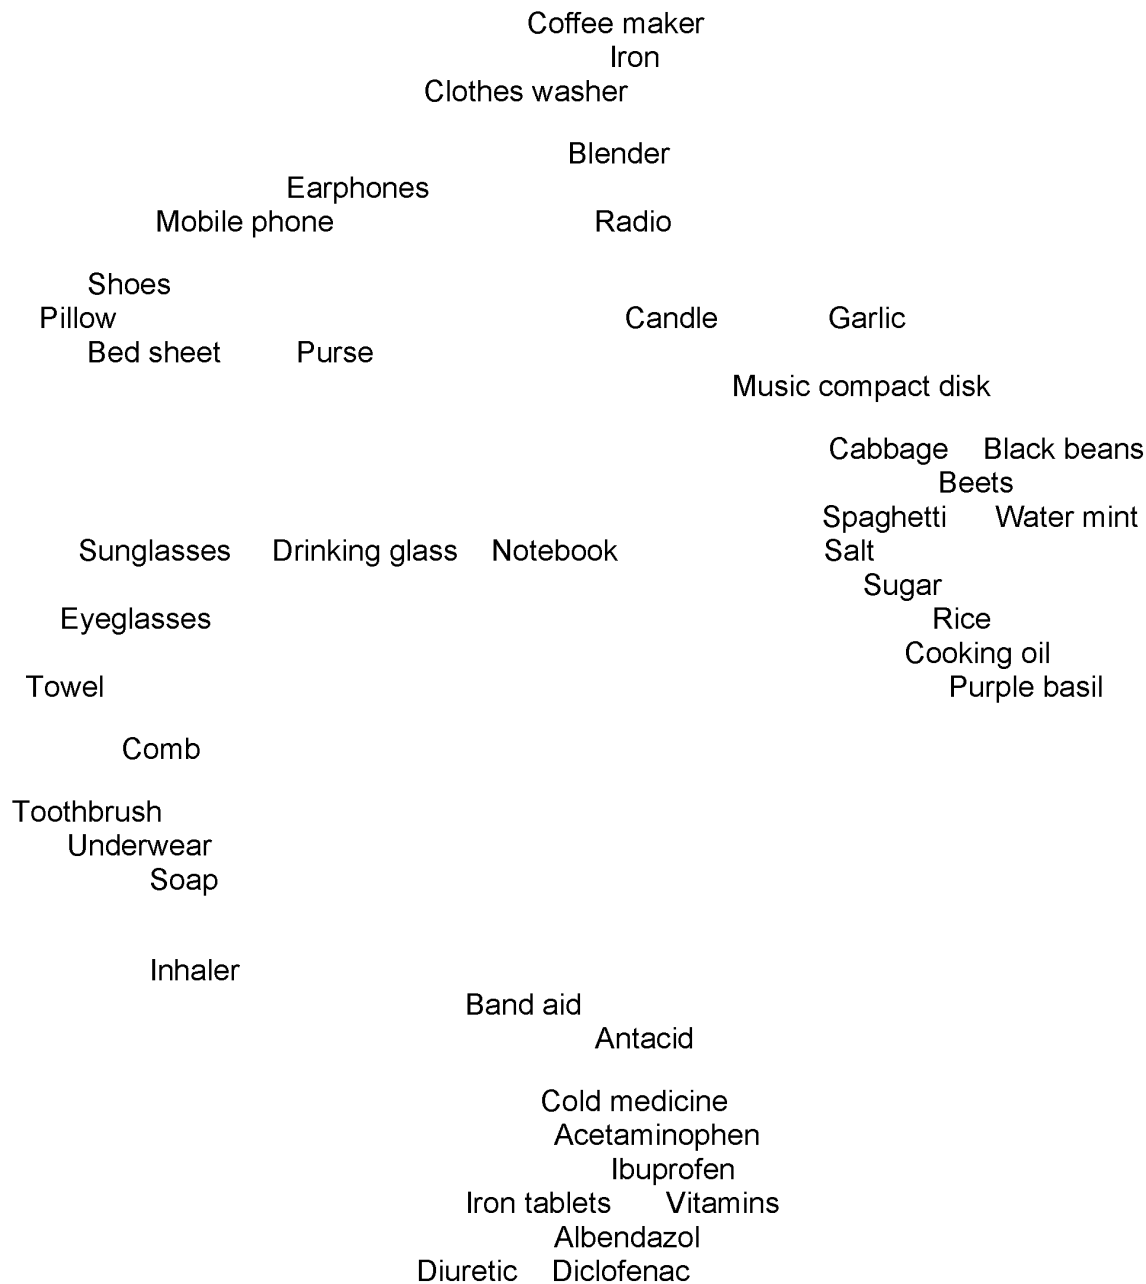 Coffee maker
Iron
Clothes washer
Blender
Earphones
Mobile phone Radio
Shoes
Pillow Candle Garlic
Bed sheet Purse
Music compact disk
Cabbage Black beans
Beets
Spaghetti Water mint
Sunglasses Drinking glass Notebook Salt
Sugar
Eyeglasses Rice
Cooking oil
Towel Purple basil
Comb
Toothbrush
Underwear
Soap
Inhaler
Band aid
Antacid
Cold medicine
Acetaminophen
Ibuprofen
Iron tablets Vitamins
Albendazol
Diuretic Diclofenac